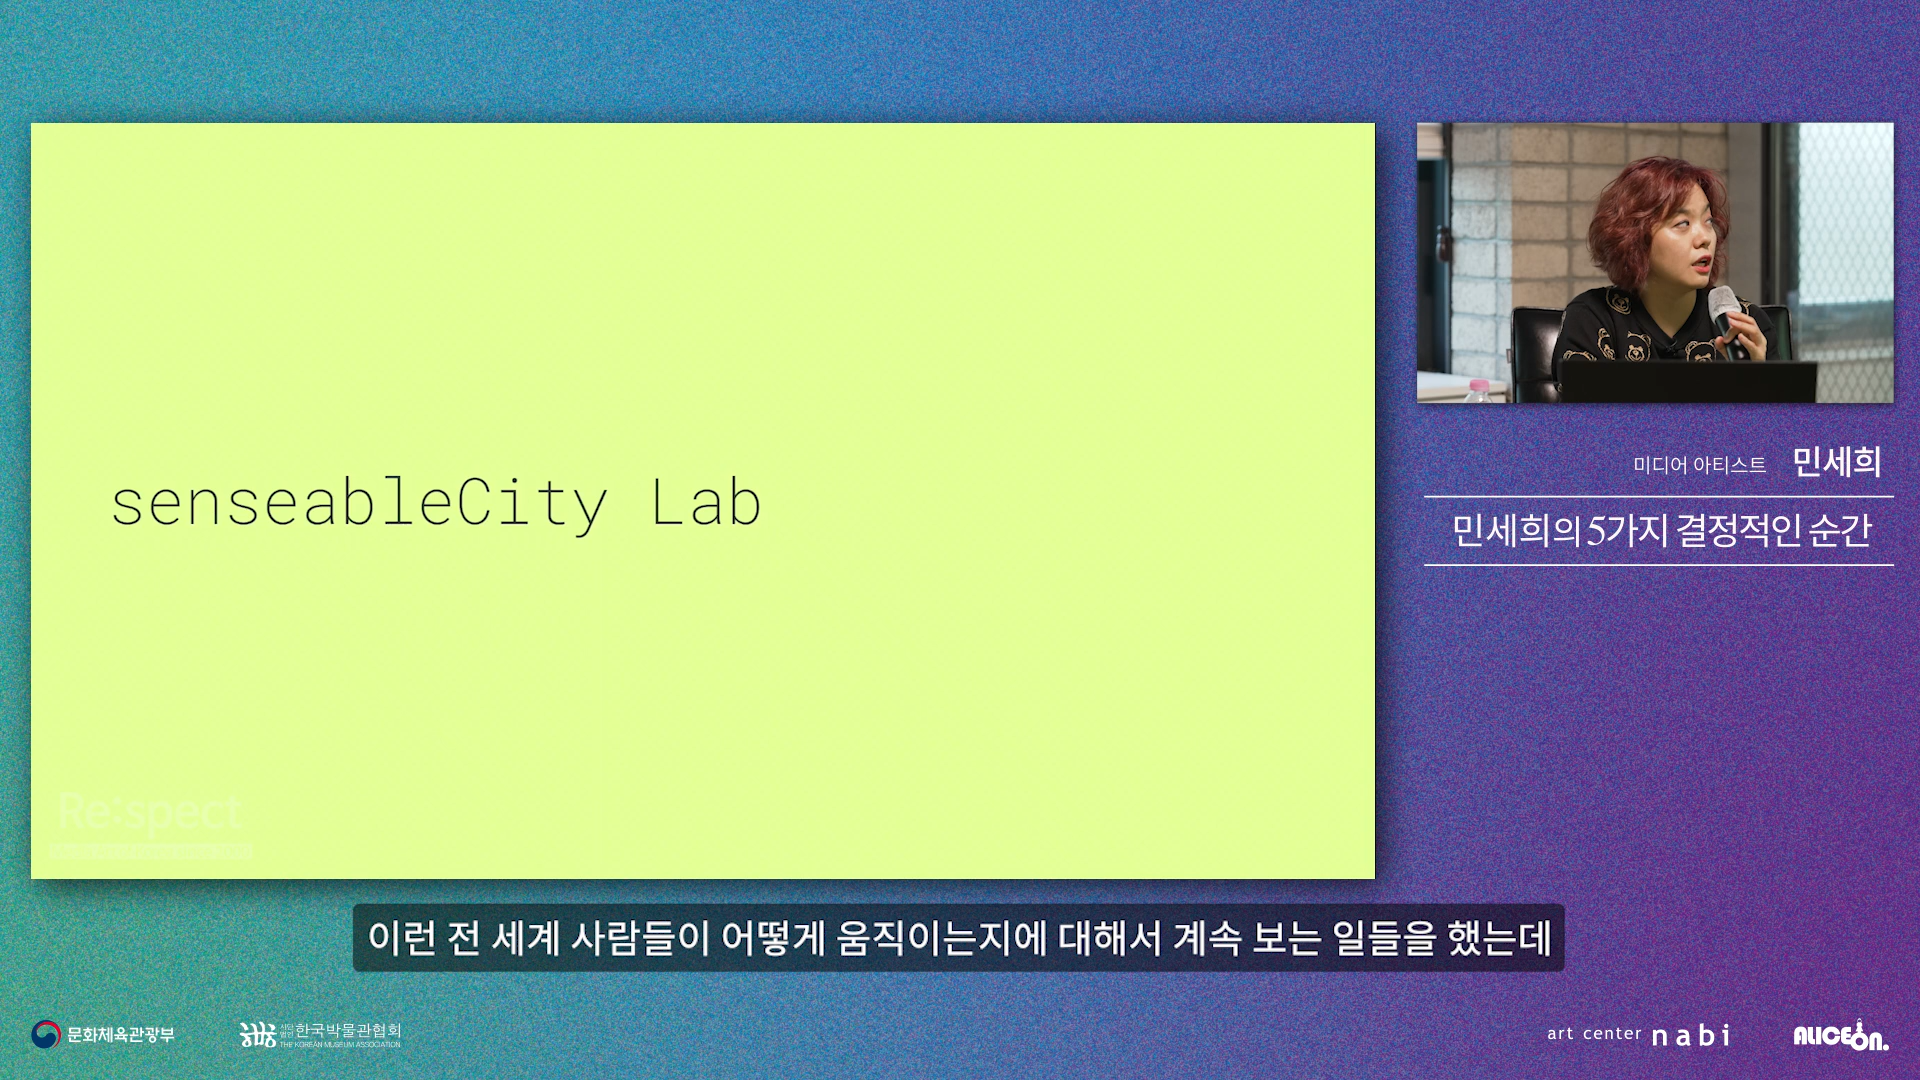 senseableCity Lab
Re:spect
미디어 아티스트 민세희
민세희의 5가지 결정적인 순간
이런 전 세계 사람들이 어떻게 움직이는지에 대해서 계속 보는 일들을 했는데
문화체육관광부
사단법인 한국박물관협회
THE KOREAN MUSEUM ASSOCIATION
art center nabi
ALICEON.